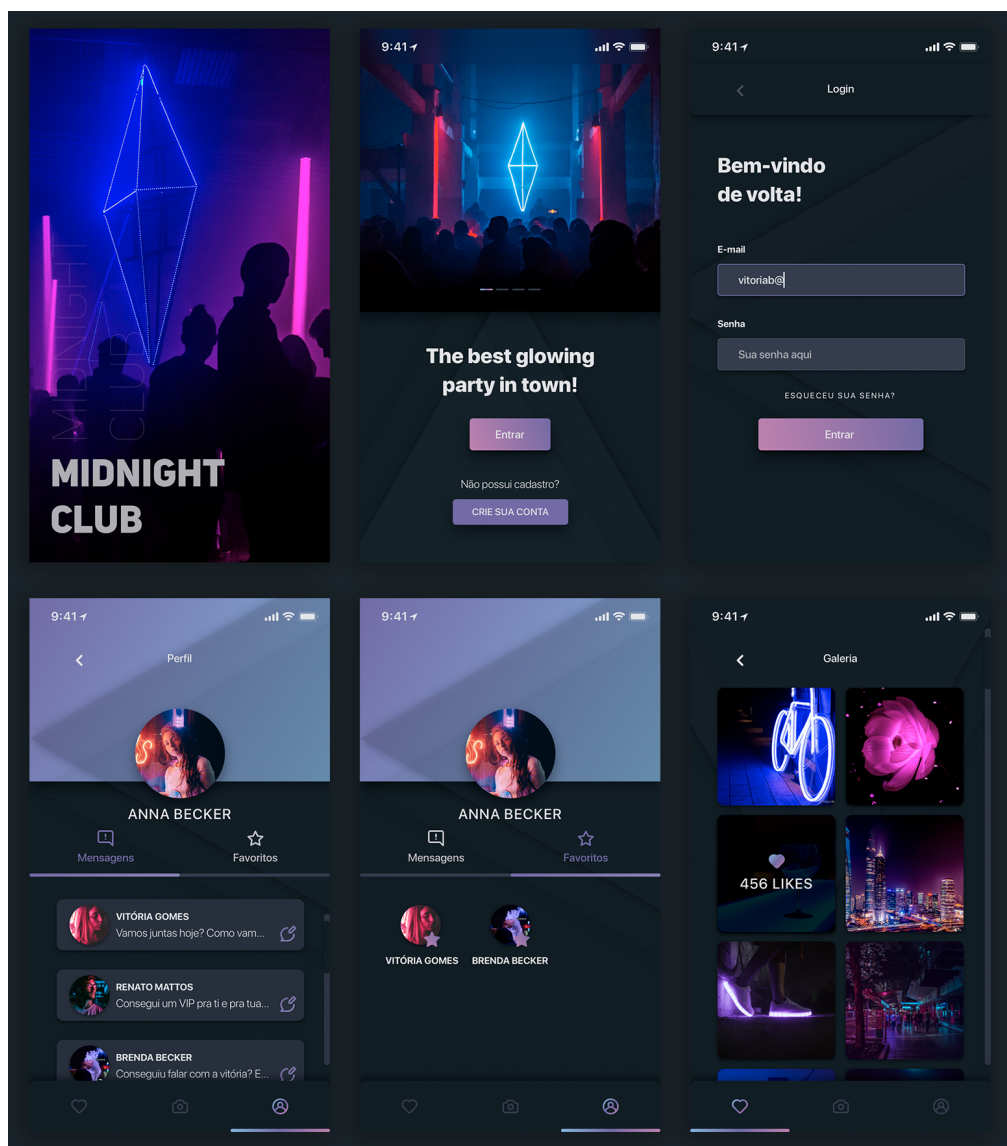 MIDNIGHT
CLUB
MIDNIGHT
CLUB
9:41
The best glowing
party in town!
Entrar
Não possui cadastro?
CRIE SUA CONTA
9:41
Login
Bem-vindo
de volta!
E-mail
vitoriab@
Senha
Sua senha aqui
ESQUECEU SUA SENHA?
Entrar
9:41
Perfil
ANNA BECKER
Mensagens Favoritos
VITÓRIA GOMES
Vamos juntas hoje? Como vam...
RENATO MATTOS
Consegui um VIP pra ti e pra tua...
BRENDA BECKER
Conseguiu falar com a vitória? E...
9:41
ANNA BECKER
Mensagens Favoritos
VITÓRIA GOMES BRENDA BECKER
9:41
Galeria
456 LIKES